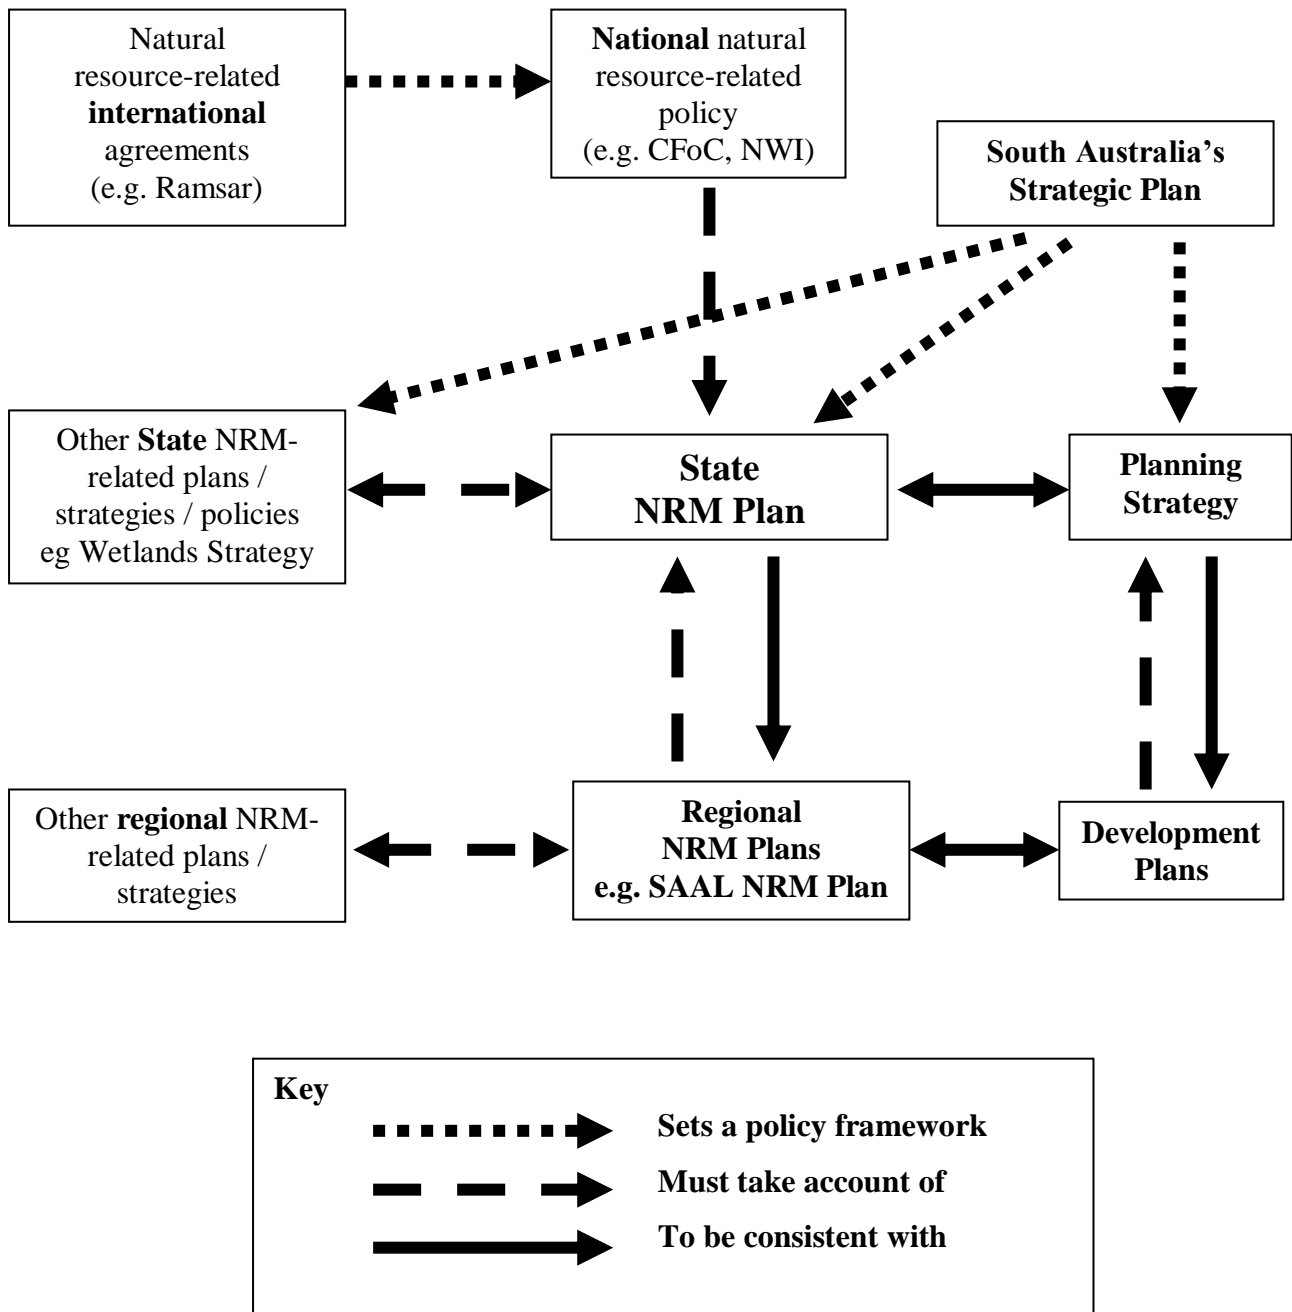 Natural
resource-related
international
agreements
(e.g. Ramsar)
National natural
resource-related
policy
(e.g. CFoC, NWI)
South Australia’s
Strategic Plan
Other State NRM-
related plans /
strategies / policies
eg Wetlands Strategy
State
NRM Plan
Planning
Strategy
Other regional NRM-
related plans /
strategies
Regional
NRM Plans
e.g. SAAL NRM Plan
Development
Plans
Key
Sets a policy framework
Must take account of
To be consistent with